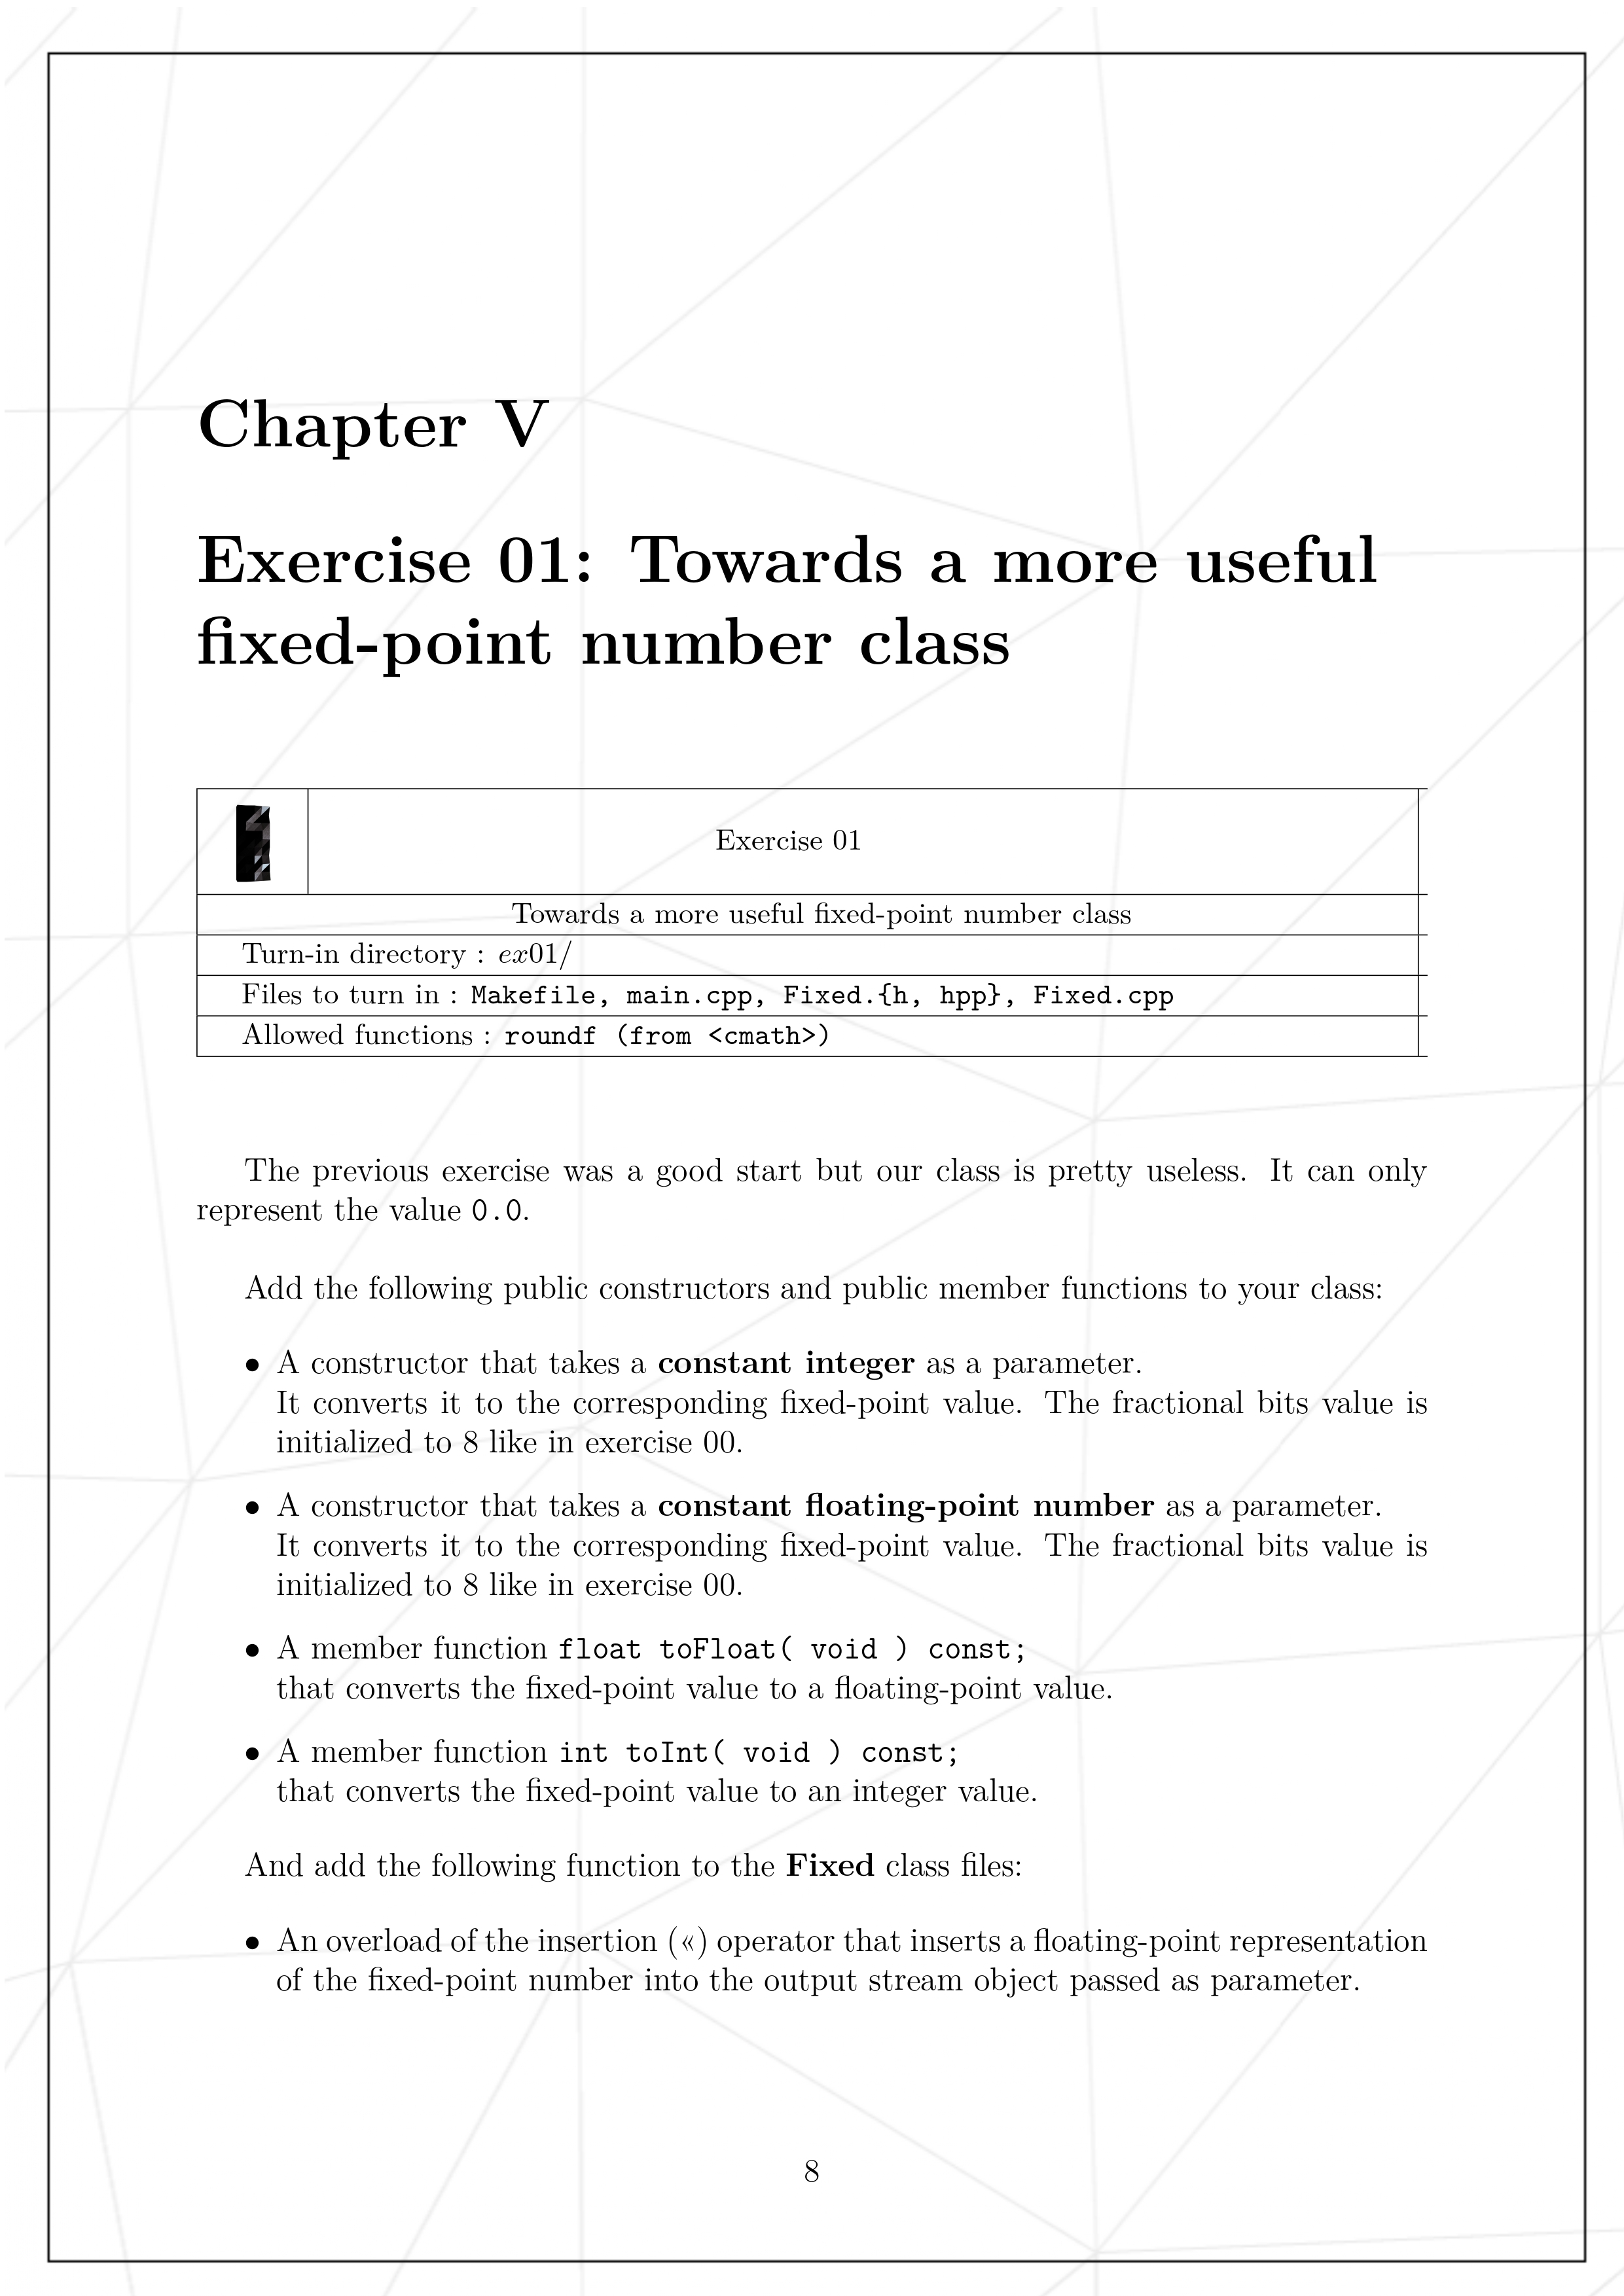 Chapter V
Exercise 01: Towards a more useful
fixed-point number class
Exercise 01
Towards a more useful fixed-point number class
Turn-in directory : ex01/
Files to turn in : Makefile, main.cpp, Fixed.{h, hpp}, Fixed.cpp
Allowed functions : roundf (from <cmath>)
The previous exercise was a good start but our class is pretty useless. It can only
represent the value 0.0.
Add the following public constructors and public member functions to your class:
• A constructor that takes a constant integer as a parameter.
It converts it to the corresponding fixed-point value. The fractional bits value is
initialized to 8 like in exercise 00.
• A constructor that takes a constant floating-point number as a parameter.
It converts it to the corresponding fixed-point value. The fractional bits value is
initialized to 8 like in exercise 00.
• A member function float toFloat( void ) const;
that converts the fixed-point value to a floating-point value.
• A member function int toInt( void ) const;
that converts the fixed-point value to an integer value.
And add the following function to the Fixed class files:
• An overload of the insertion («) operator that inserts a floating-point representation
of the fixed-point number into the output stream object passed as parameter.
8